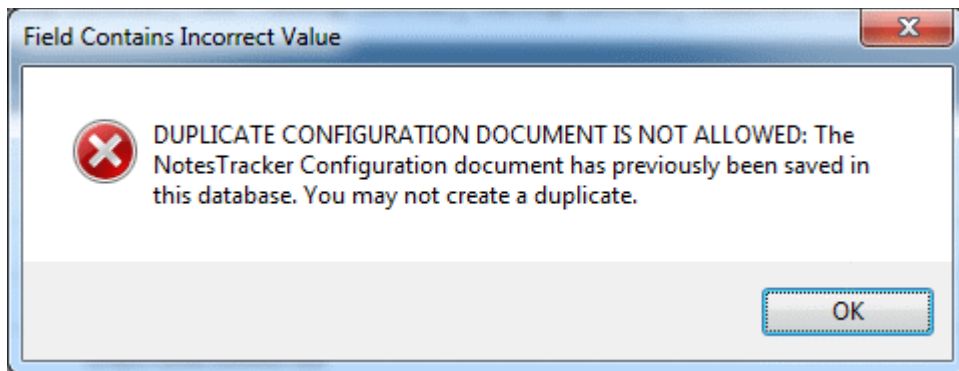 Field Contains Incorrect Value
DUPLICATE CONFIGURATION DOCUMENT IS NOT ALLOWED: The
NotesTracker Configuration document has previously been saved in
this database. You may not create a duplicate.
OK